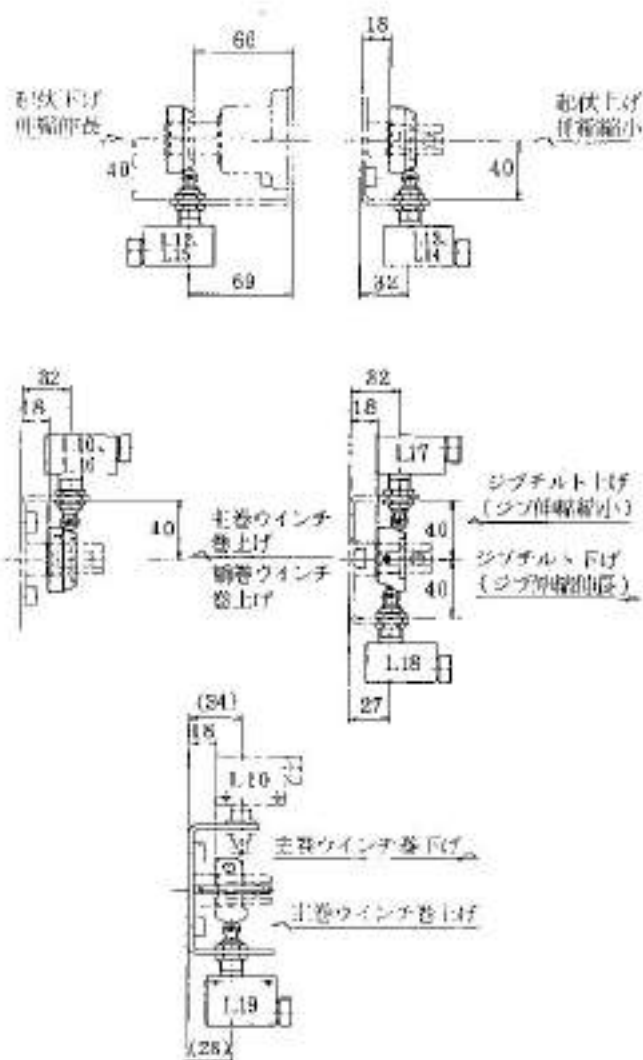 66
18
起伏下げ
伸縮伸長
起伏上げ
伸縮縮小
40
40
L12,
L15
L13,
L14
69
32
32
18
L16
40
主巻ウインチ
巻上げ
補巻ウインチ
巻上げ
32
18
L17
40
ジブチルト上げ
(ジブ伸縮縮小)
40
ジブチルト下げ
(ジブ伸縮伸長)
L18
27
(34)
18
主巻ウインチ巻下げ
主巻ウインチ巻上げ
L19
(28)